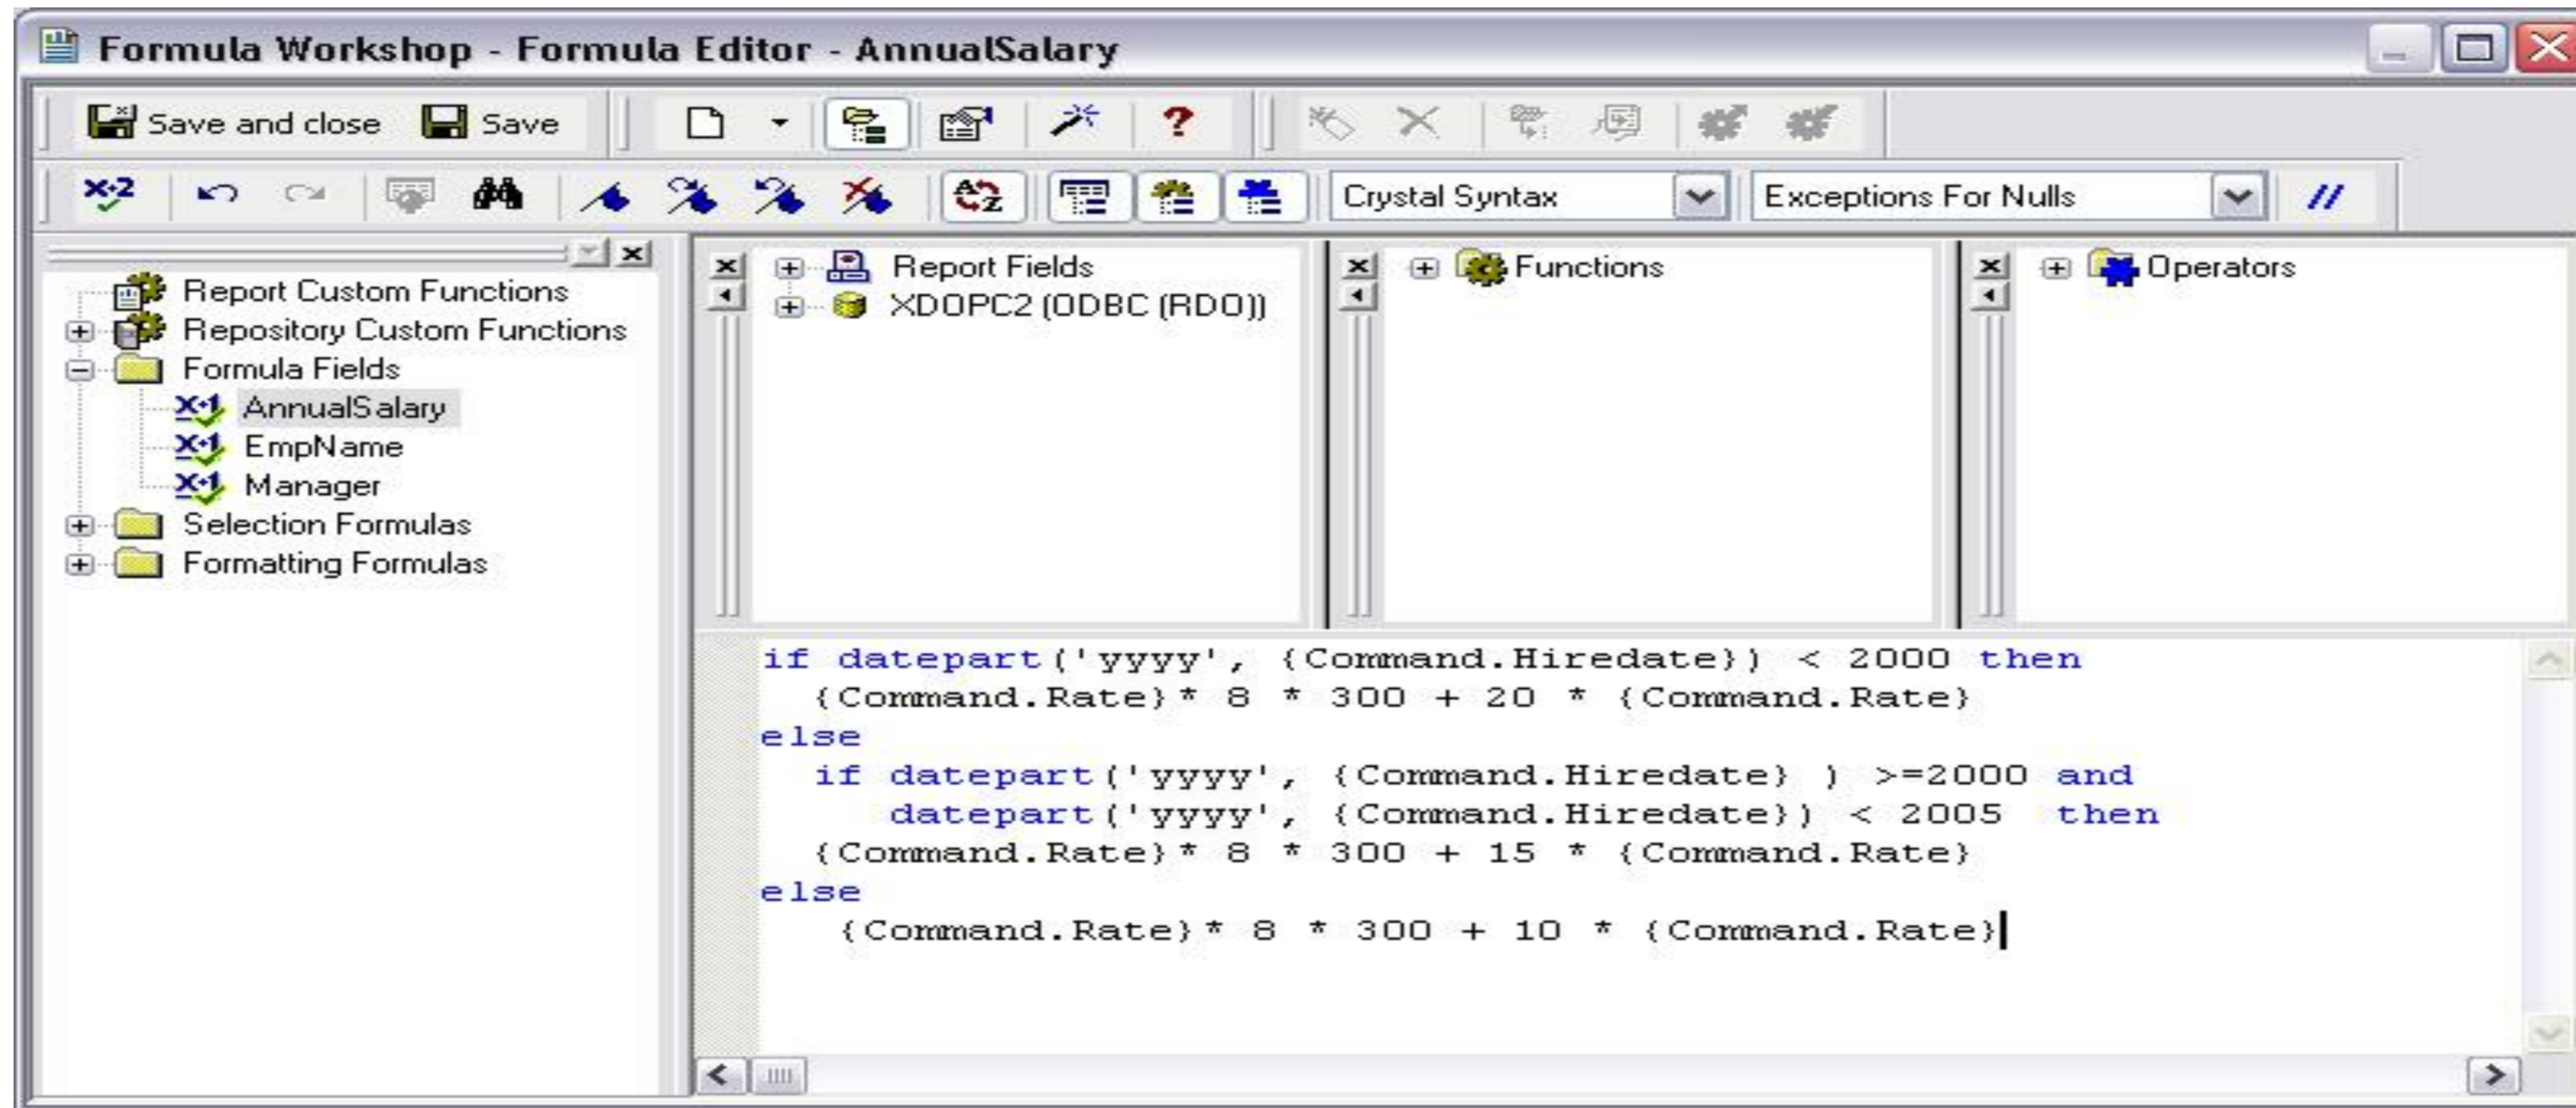 Formula Workshop - Formula Editor - AnnualSalary
Save and close Save
Crystal Syntax Exceptions For Nulls //
Report Custom Functions
Repository Custom Functions
Formula Fields
AnnualSalary
EmpName
Manager
Selection Formulas
Formatting Formulas
Report Fields
XDOPC2 (ODBC (RDO))
Functions
Operators
if datepart('yyyy', {Command.Hiredate}) < 2000 then
{Command.Rate}* 8 * 300 + 20 * {Command.Rate}
else
if datepart('yyyy', {Command.Hiredate} ) >=2000 and
datepart('yyyy', {Command.Hiredate}) < 2005 then
{Command.Rate}* 8 * 300 + 15 * {Command.Rate}
else
{Command.Rate}* 8 * 300 + 10 * {Command.Rate}